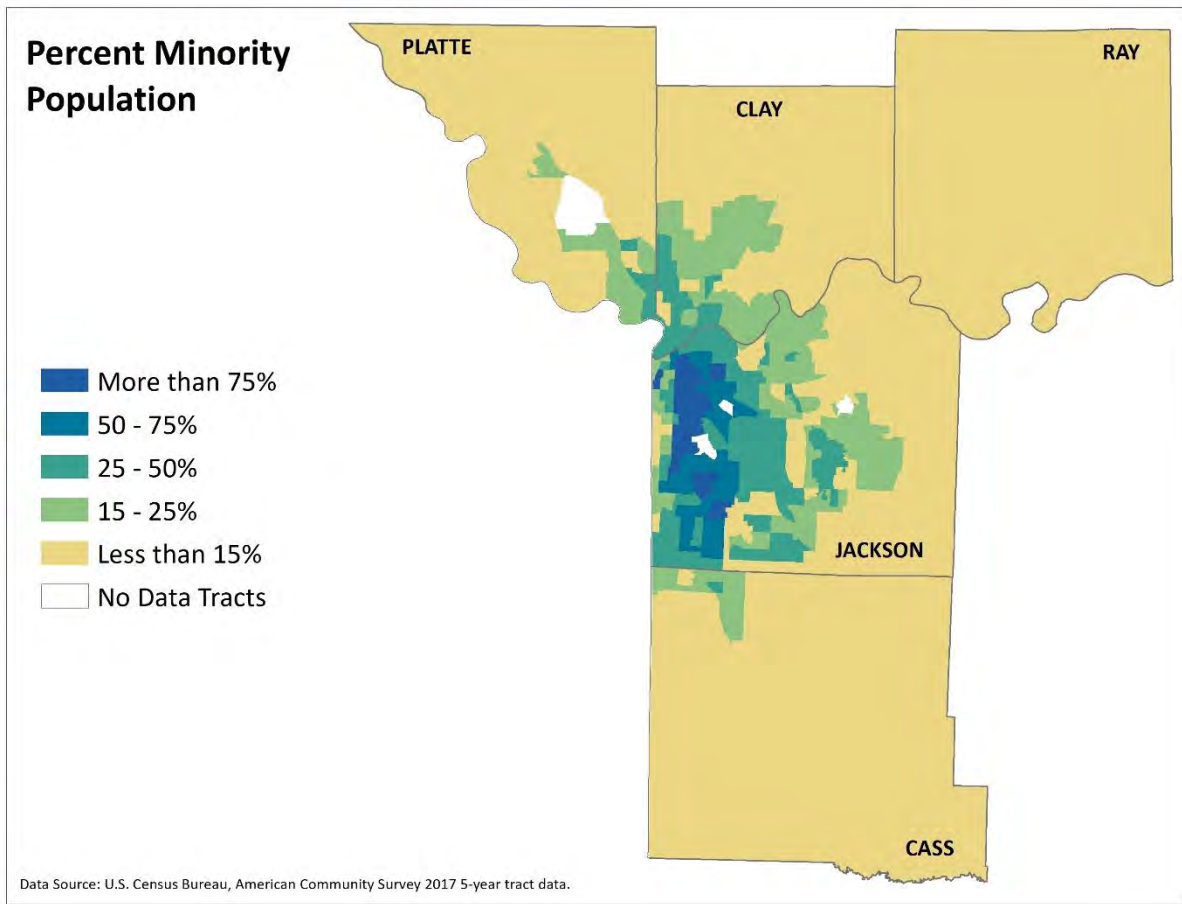 Percent Minority
Population
PLATTE
RAY
CLAY
More than 75%
50 - 75%
25 - 50%
15 - 25%
Less than 15%
No Data Tracts
JACKSON
CASS
Data Source: U.S. Census Bureau, American Community Survey 2017 5-year tract data.